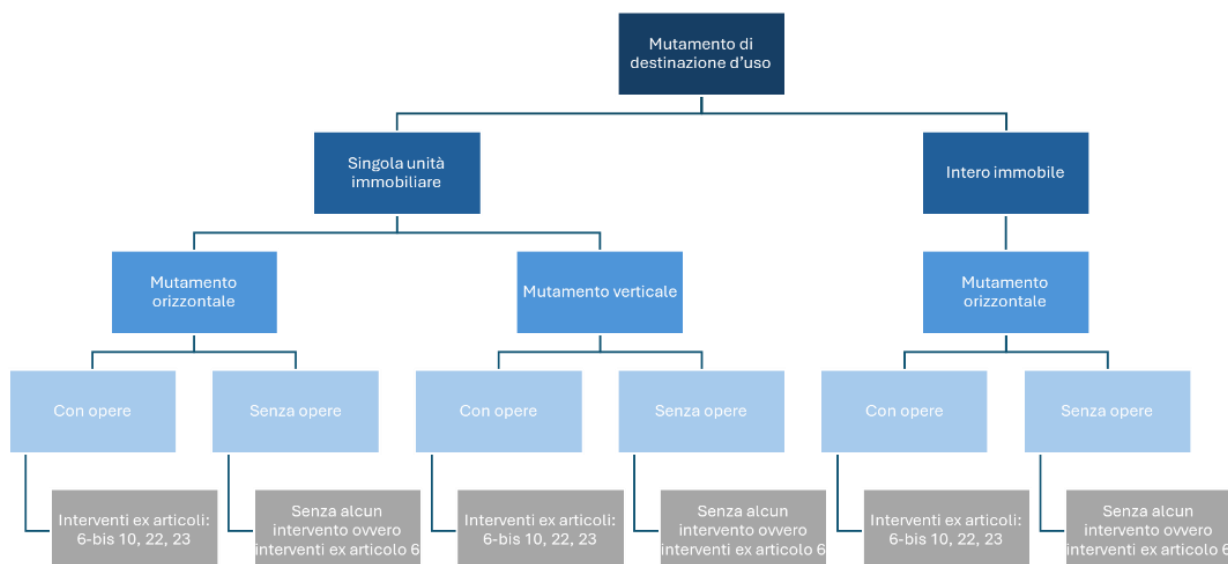 Mutamento di
destinazione d'uso
Singola unità
immobiliare
Intero immobile
Mutamento
orizzontale
Mutamento verticale
Mutamento
orizzontale
Con opere
Senza opere
Con opere
Senza opere
Con opere
Senza opere
Interventi ex articoli:
6-bis 10, 22, 23
Senza alcun
intervento ovvero
interventi ex articolo 6
Interventi ex articoli:
6-bis 10, 22, 23
Senza alcun
intervento ovvero
interventi ex articolo 6
Interventi ex articoli:
6-bis 10, 22, 23
Senza alcun
intervento ovvero
interventi ex articolo 6